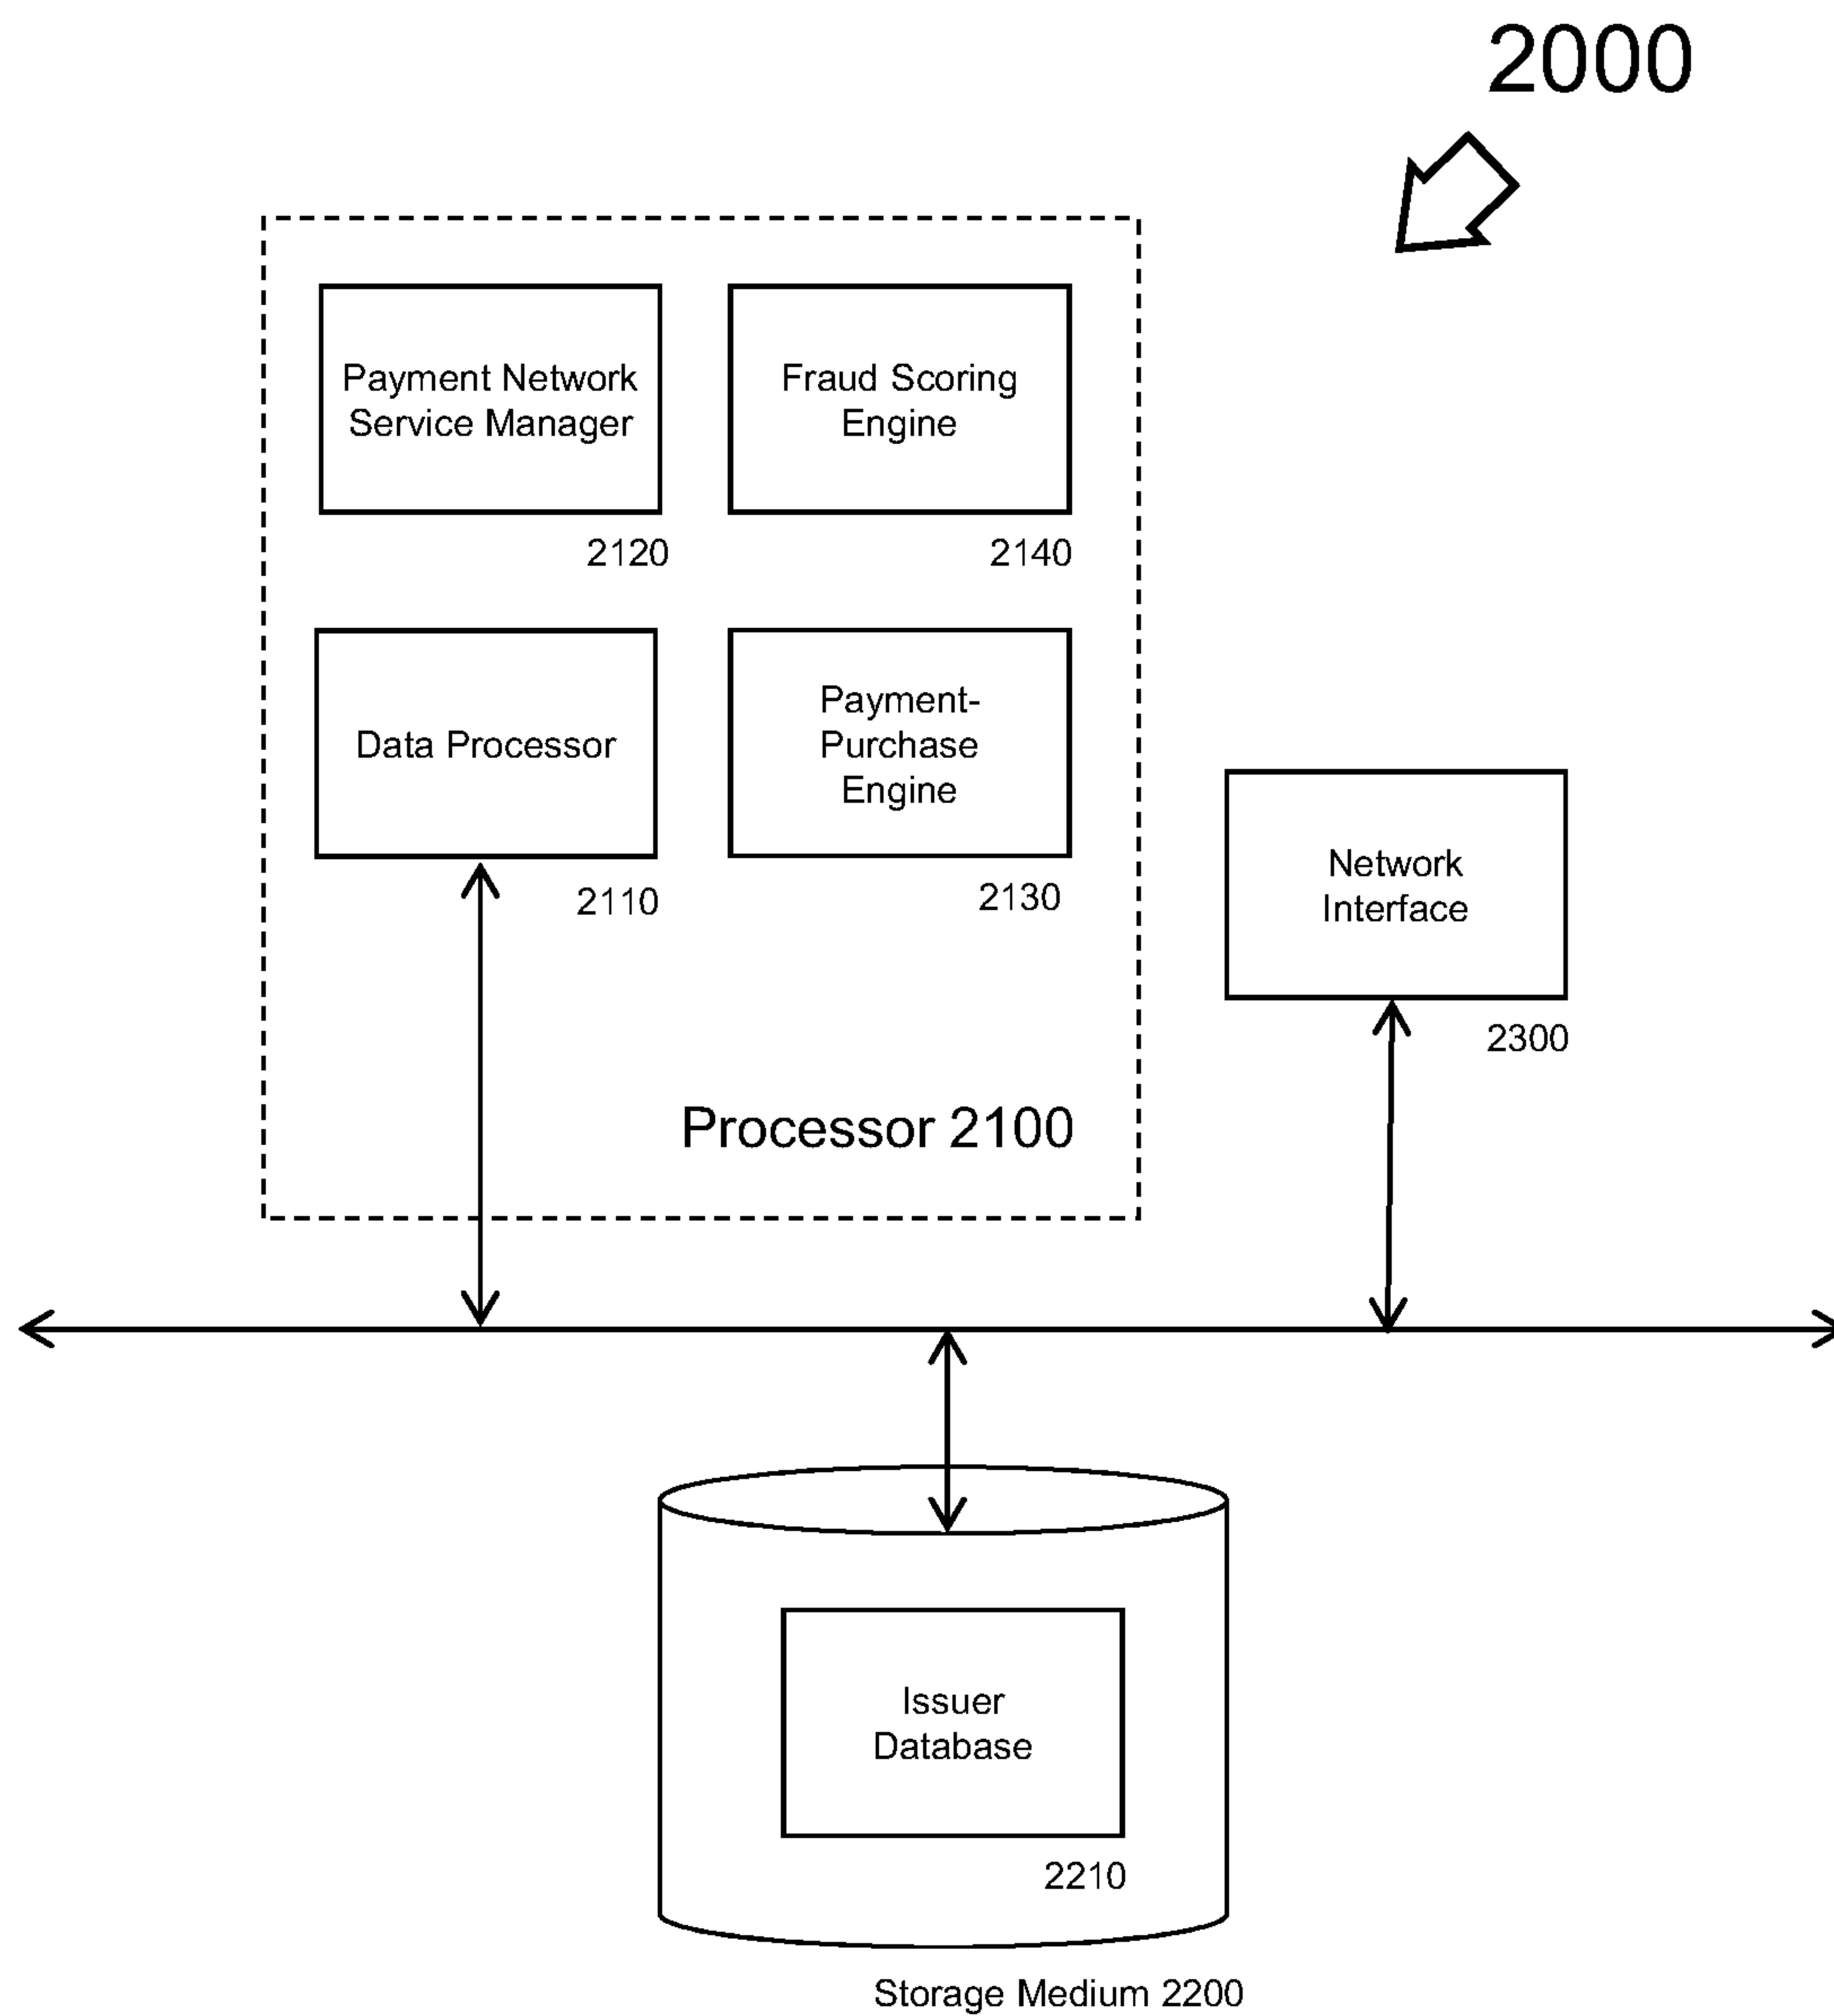 2000
Payment Network
Service Manager
2120
Fraud Scoring
Engine
2140
Data Processor
2110
Payment-
Purchase
Engine
2130
Network
Interface
2300
Processor 2100
Issuer
Database
2210
Storage Medium 2200